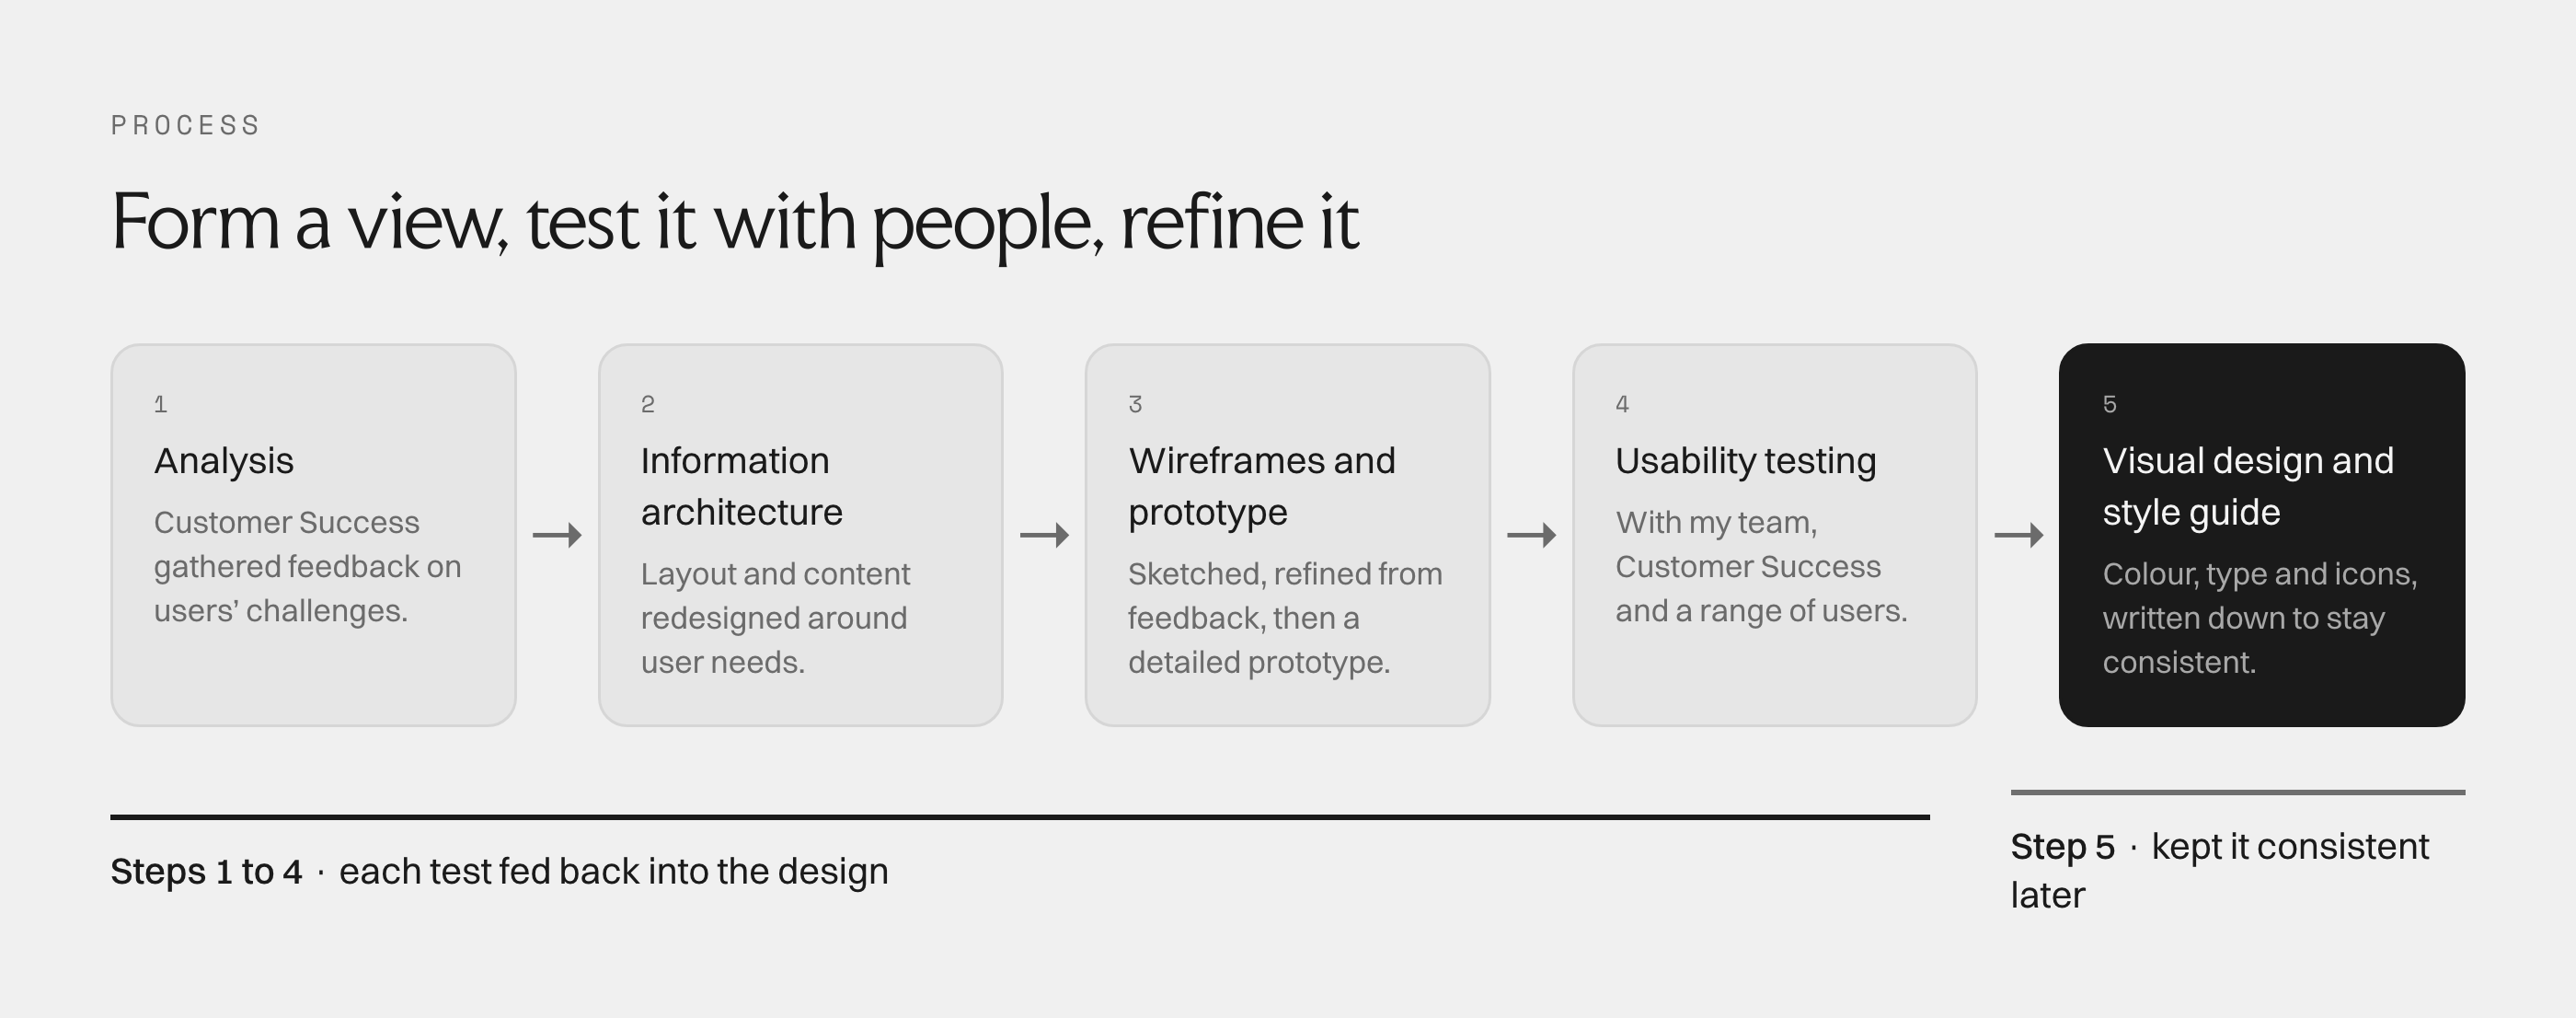 PROCESS
Form a view, test it with people, refine it
1
Analysis
Customer Success
gathered feedback on
users’ challenges.
2
Information
architecture
Layout and content
redesigned around
user needs.
3
Wireframes and
prototype
Sketched, refined from
feedback, then a
detailed prototype.
4
Usability testing
With my team,
Customer Success
and a range of users.
5
Visual design and
style guide
Colour, type and icons,
written down to stay
consistent.
Steps 1 to 4 · each test fed back into the design
Step 5 · kept it consistent
later